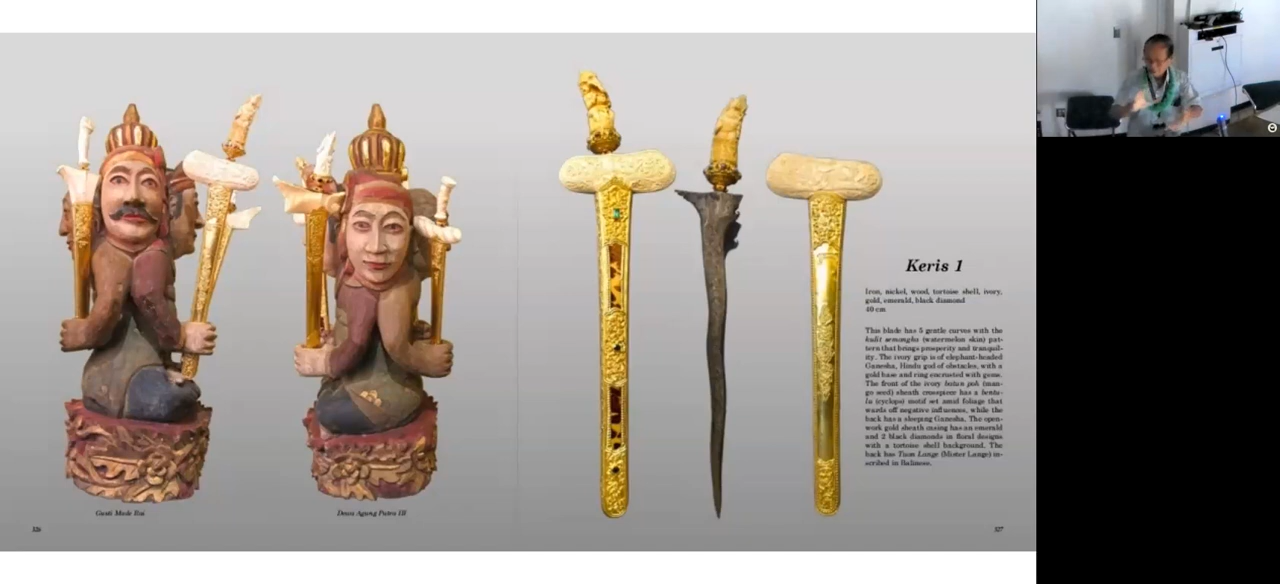 Gusti Made Rai
Dewa Agung Putra III
526
Keris 1
Iron, nickel, wood, tortoise shell, ivory,
gold, emerald, black diamond
49 cm
This blade has 5 gentle curves with the
kulit semangka (watermelon skin) pat-
tern that brings prosperity and tranquil-
ity. The ivory grip is of elephant-headed
Ganesha, Hindu god of obstacles, with a
gold base and ring encrusted with gems.
The front of the ivory batun poh (man-
go seed) sheath crosspiece has a bentu-
lu (cyclops) motif set amid foliage that
wards off negative influences, while the
back has a sleeping Ganesha. The open-
work gold sheath casing has an emerald
and 2 black diamonds in floral designs
with a tortoise shell background. The
back has Tuan Lange (Mister Lange) in-
scribed in Balinese.
527